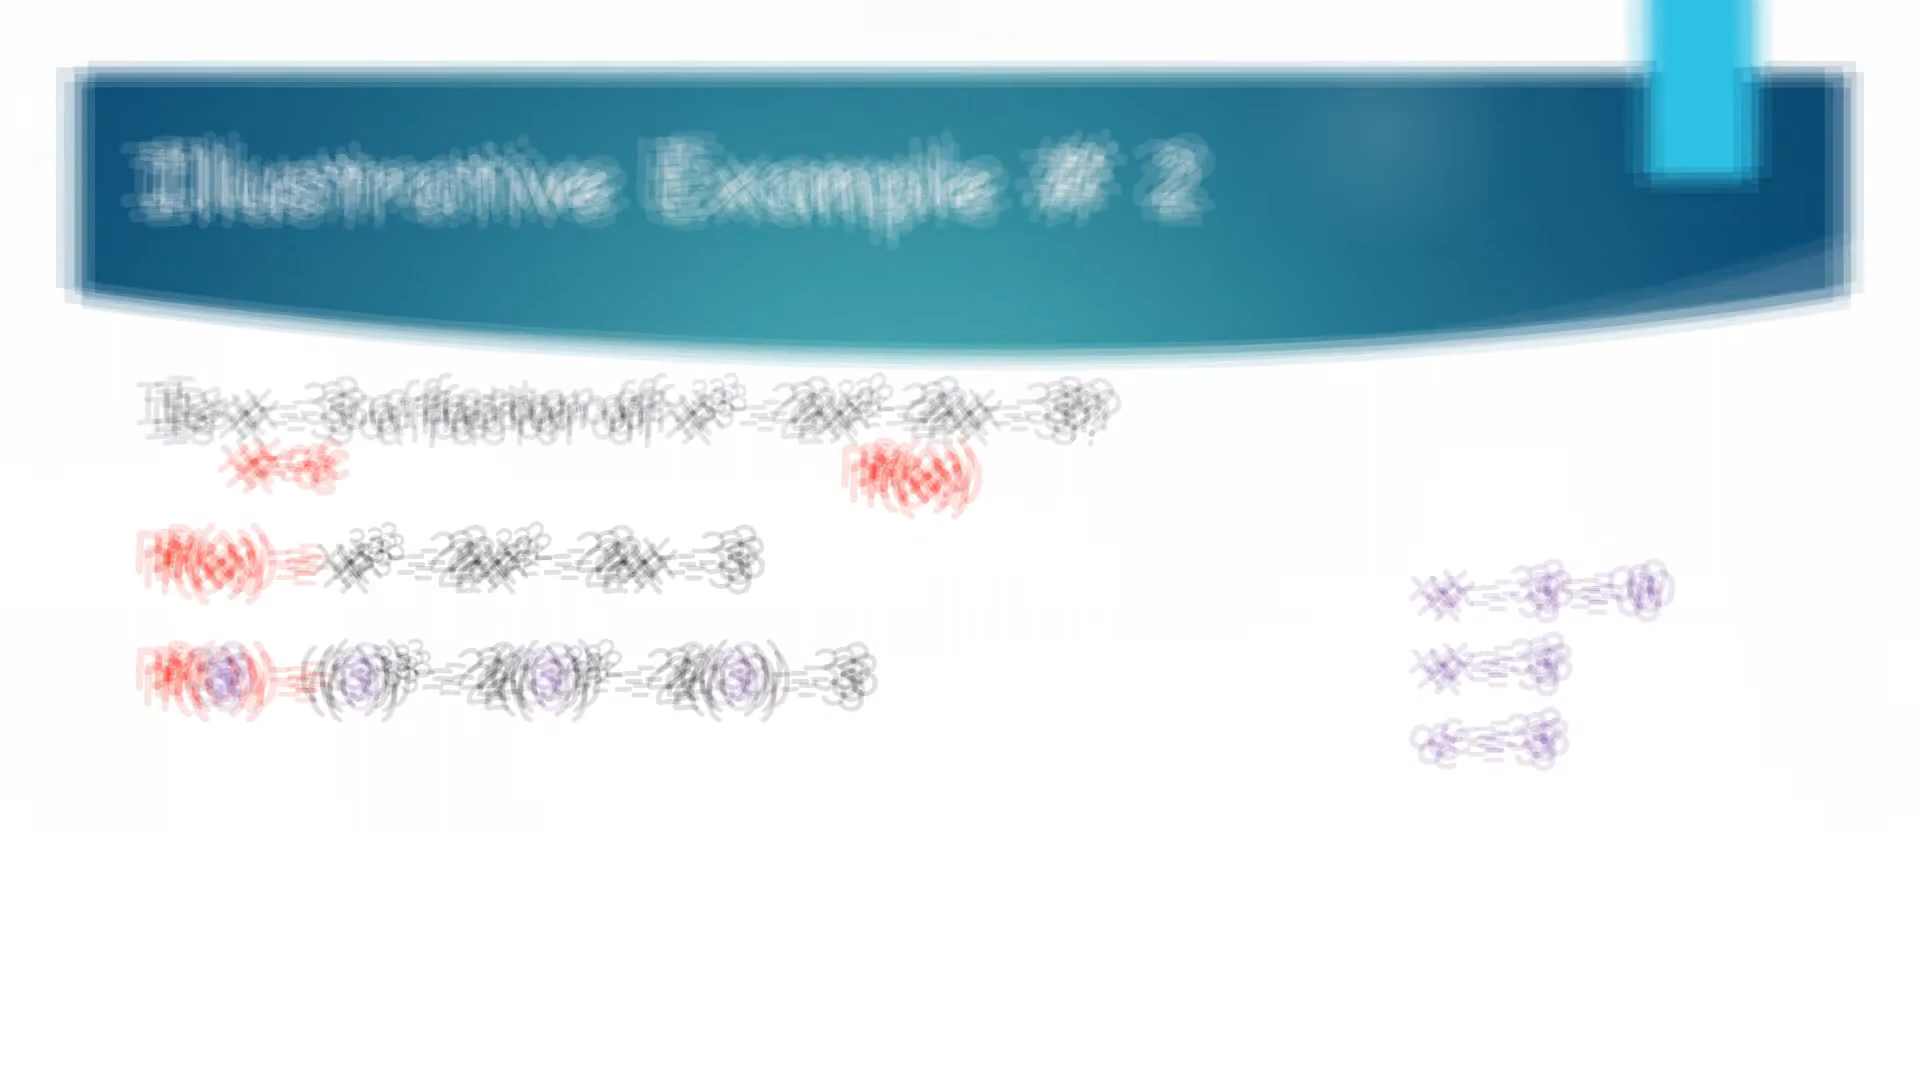 Illustrative Example # 2
Is x – 3 a factor of x³ – 2x² – 2x – 3?
x – c P(x)
P(x) = x³ – 2x² – 2x – 3
x – 3 = 0
P(3) = (3)³ – 2(3)² – 2(3) – 3
x = 3
c = 3